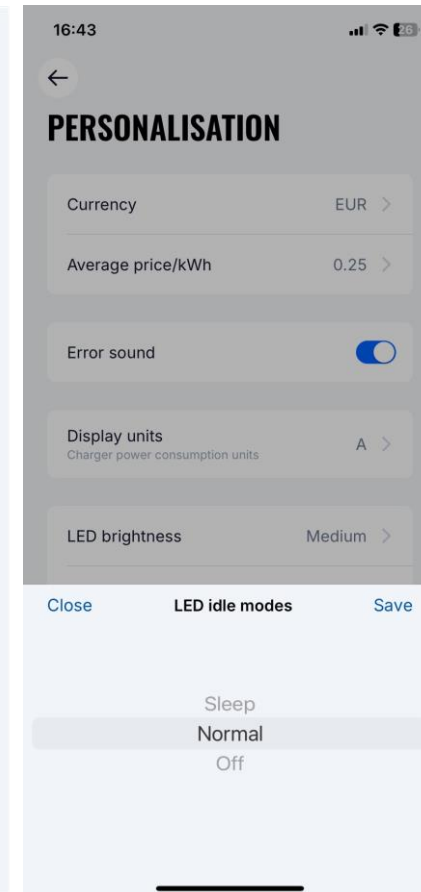 16:43
26
PERSONALISATION
Currency EUR
Average price/kWh 0.25
Error sound
Display units
Charger power consumption units
A
LED brightness Medium
Close LED idle modes Save
Sleep
Normal
Off